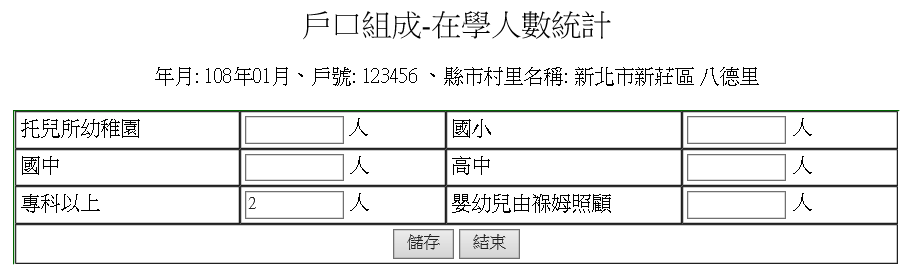 戶口組成-在學人數統計
年月: 108年01月、戶號: 123456 、縣市村里名稱: 新北市新莊區 八德里
托兒所幼稚園 人 國小 人
國中 人 高中 人
專科以上 2 人 嬰幼兒由褓姆照顧 人
儲存 結束